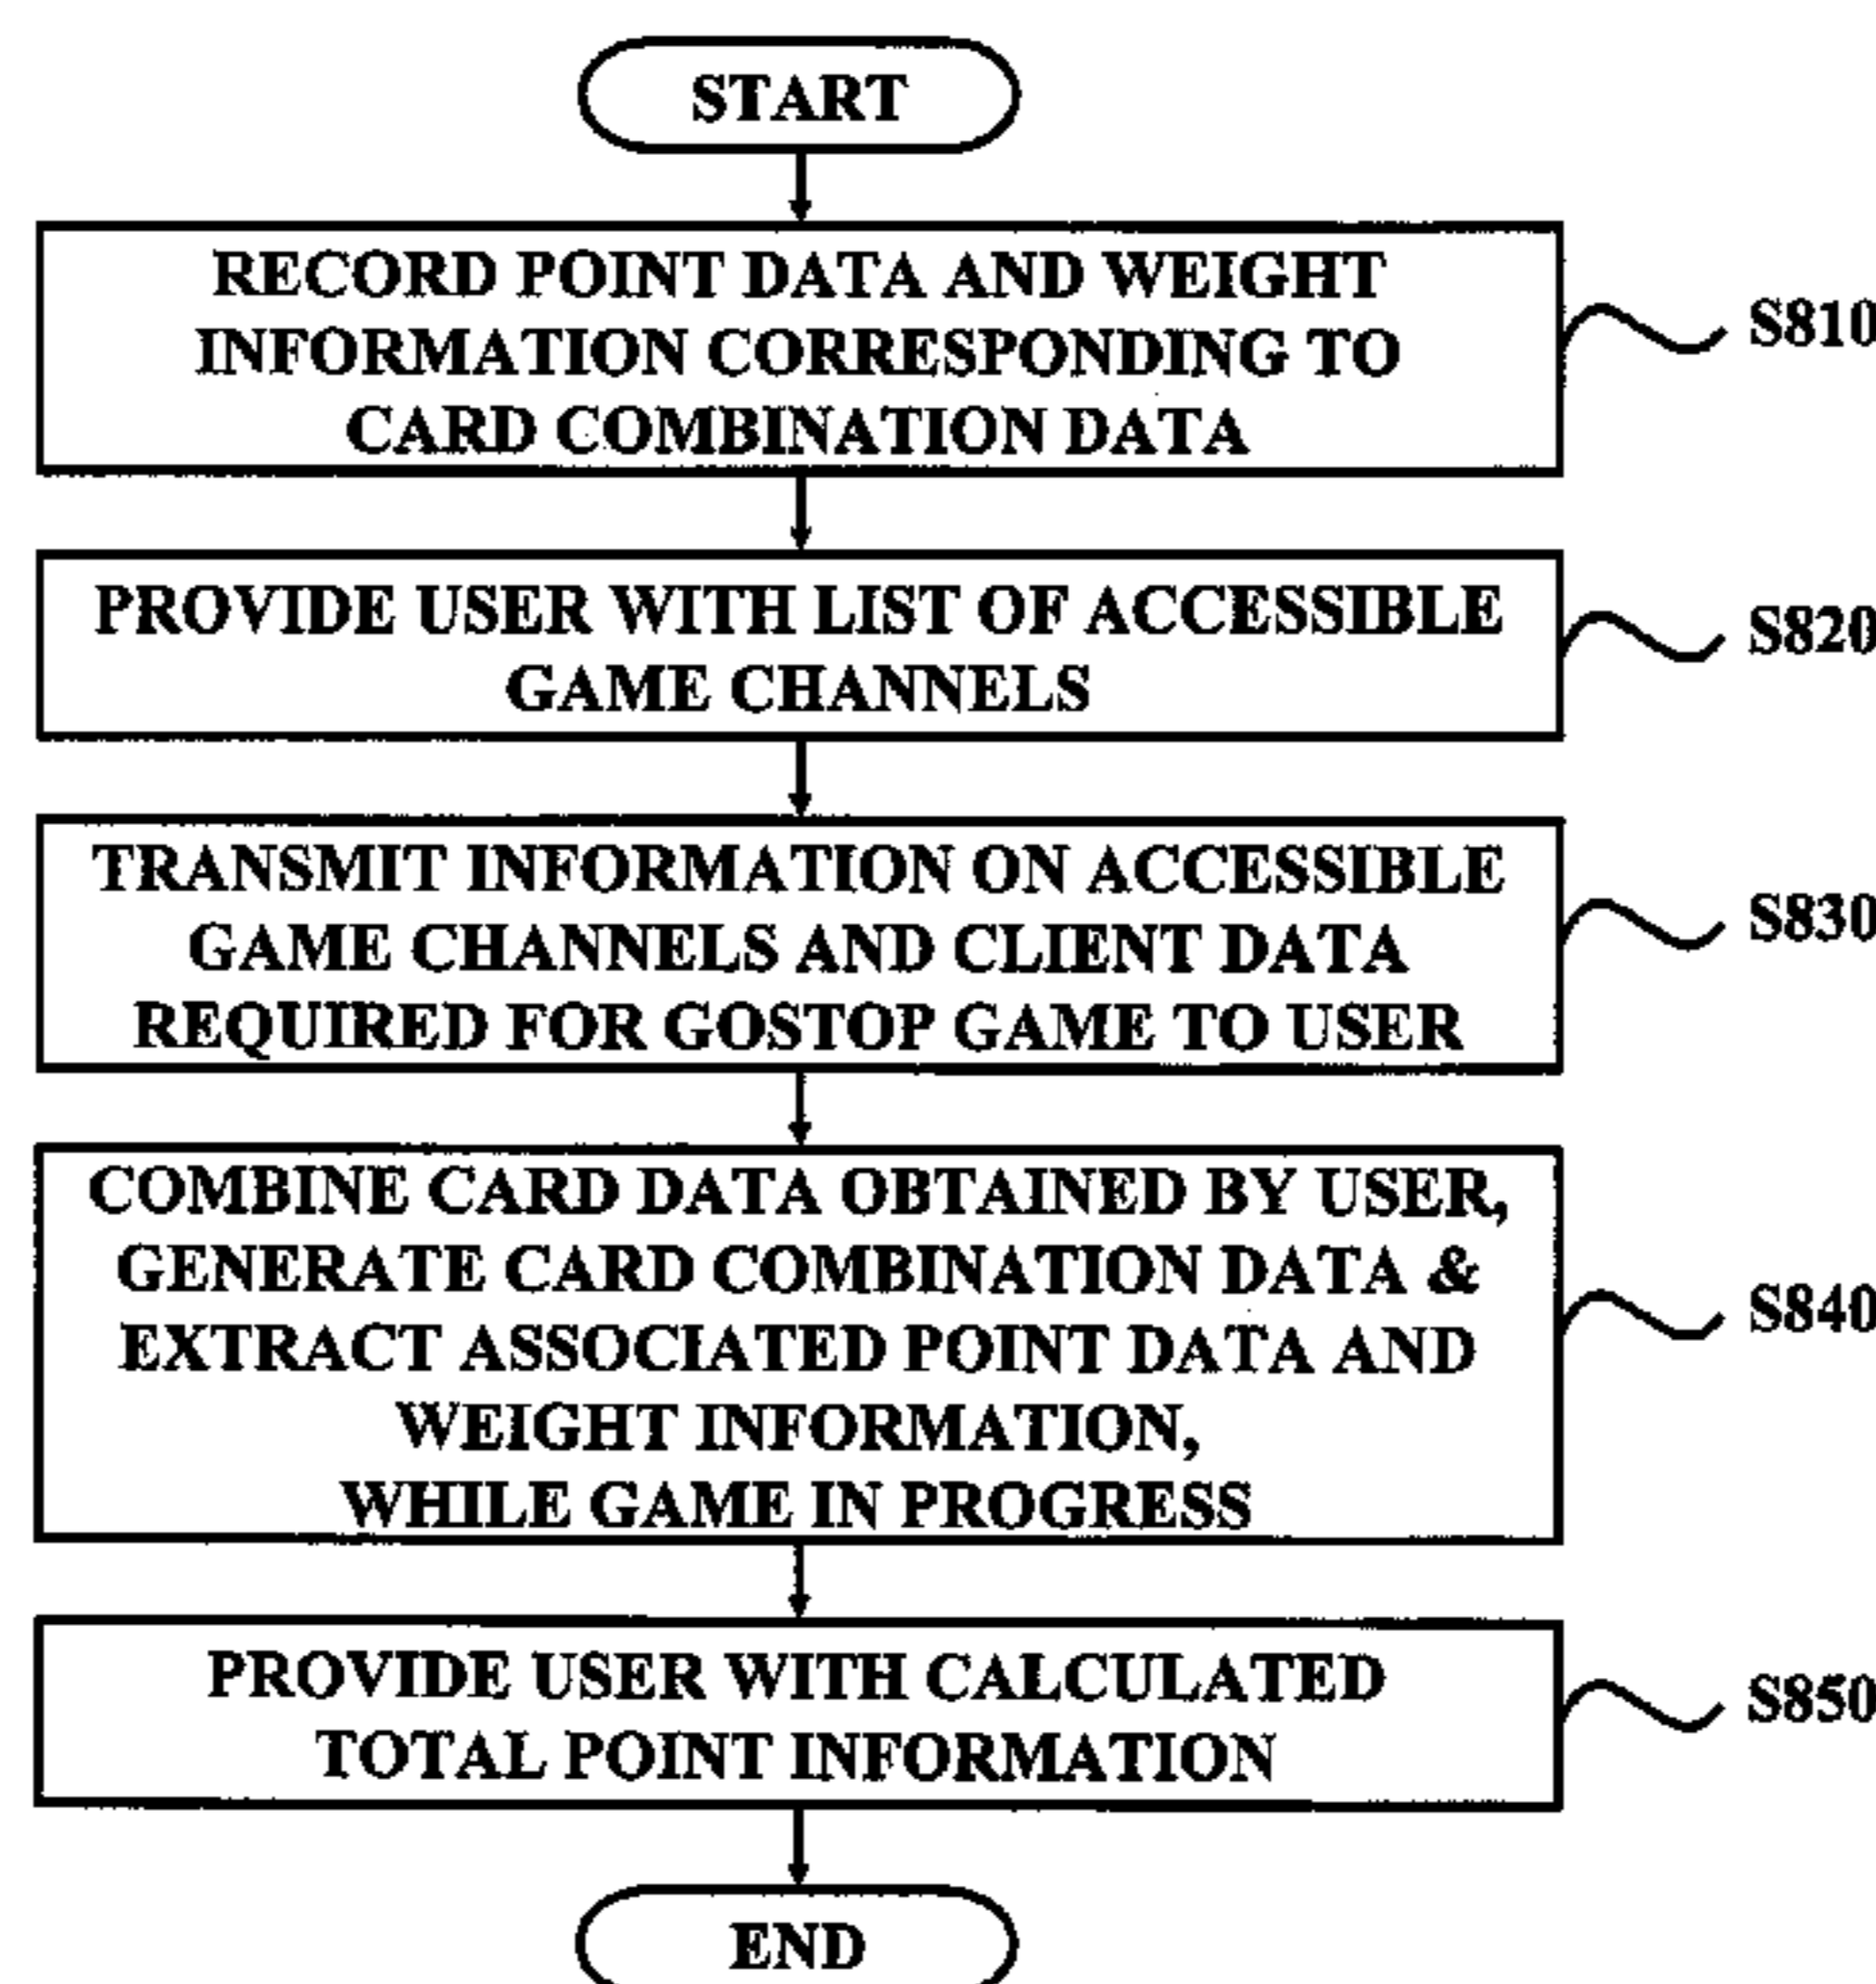 START
RECORD POINT DATA AND WEIGHT
INFORMATION CORRESPONDING TO
CARD COMBINATION DATA
S810
PROVIDE USER WITH LIST OF ACCESSIBLE
GAME CHANNELS
S820
TRANSMIT INFORMATION ON ACCESSIBLE
GAME CHANNELS AND CLIENT DATA
REQUIRED FOR GOSTOP GAME TO USER
S830
COMBINE CARD DATA OBTAINED BY USER,
GENERATE CARD COMBINATION DATA &
EXTRACT ASSOCIATED POINT DATA AND
WEIGHT INFORMATION,
WHILE GAME IN PROGRESS
S840
PROVIDE USER WITH CALCULATED
TOTAL POINT INFORMATION
S850
END